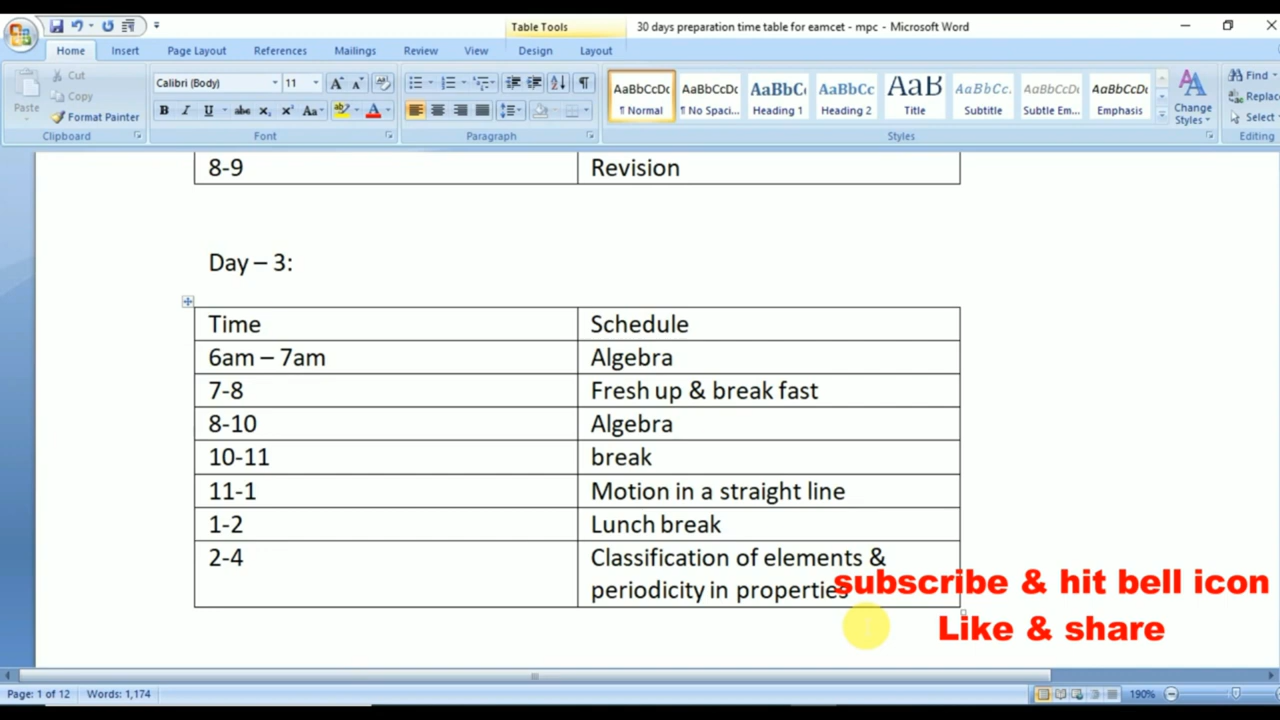 Table Tools
30 days preparation time table for eamcet - mpc - Microsoft Word
Home Insert Page Layout References Mailings Review View Design Layout
Cut
Copy
Format Painter
Paste
Clipboard
Calibri (Body) 11
Font
Paragraph
AaBbCcDc AaBbCcDc AaBbC AaBbCc AaB AaBbCc. AaBbCcDc AaBbCcDc
¶ Normal ¶ No Spaci... Heading 1 Heading 2 Title Subtitle Subtle Em... Emphasis
Change Styles
Styles
Find
Replac
Select
Editing
8-9 Revision
Day – 3:
Time Schedule
6am – 7am Algebra
7-8 Fresh up & break fast
8-10 Algebra
10-11 break
11-1 Motion in a straight line
1-2 Lunch break
2-4 Classification of elements &
periodicity in properties
subscribe & hit bell icon
Like & share
Page: 1 of 12 Words: 1,174 190%